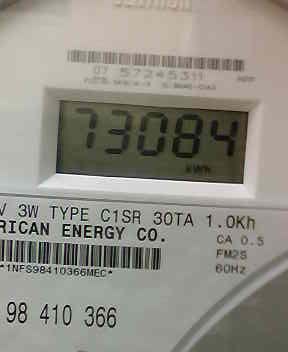 07 57245311
73084
kWh
V 3W TYPE C1SR 30TA 1.0Kh
RICAN ENERGY CO.
CA 0.5
FM2S
60Hz
*1NFS98410366MEC*
98 410 366